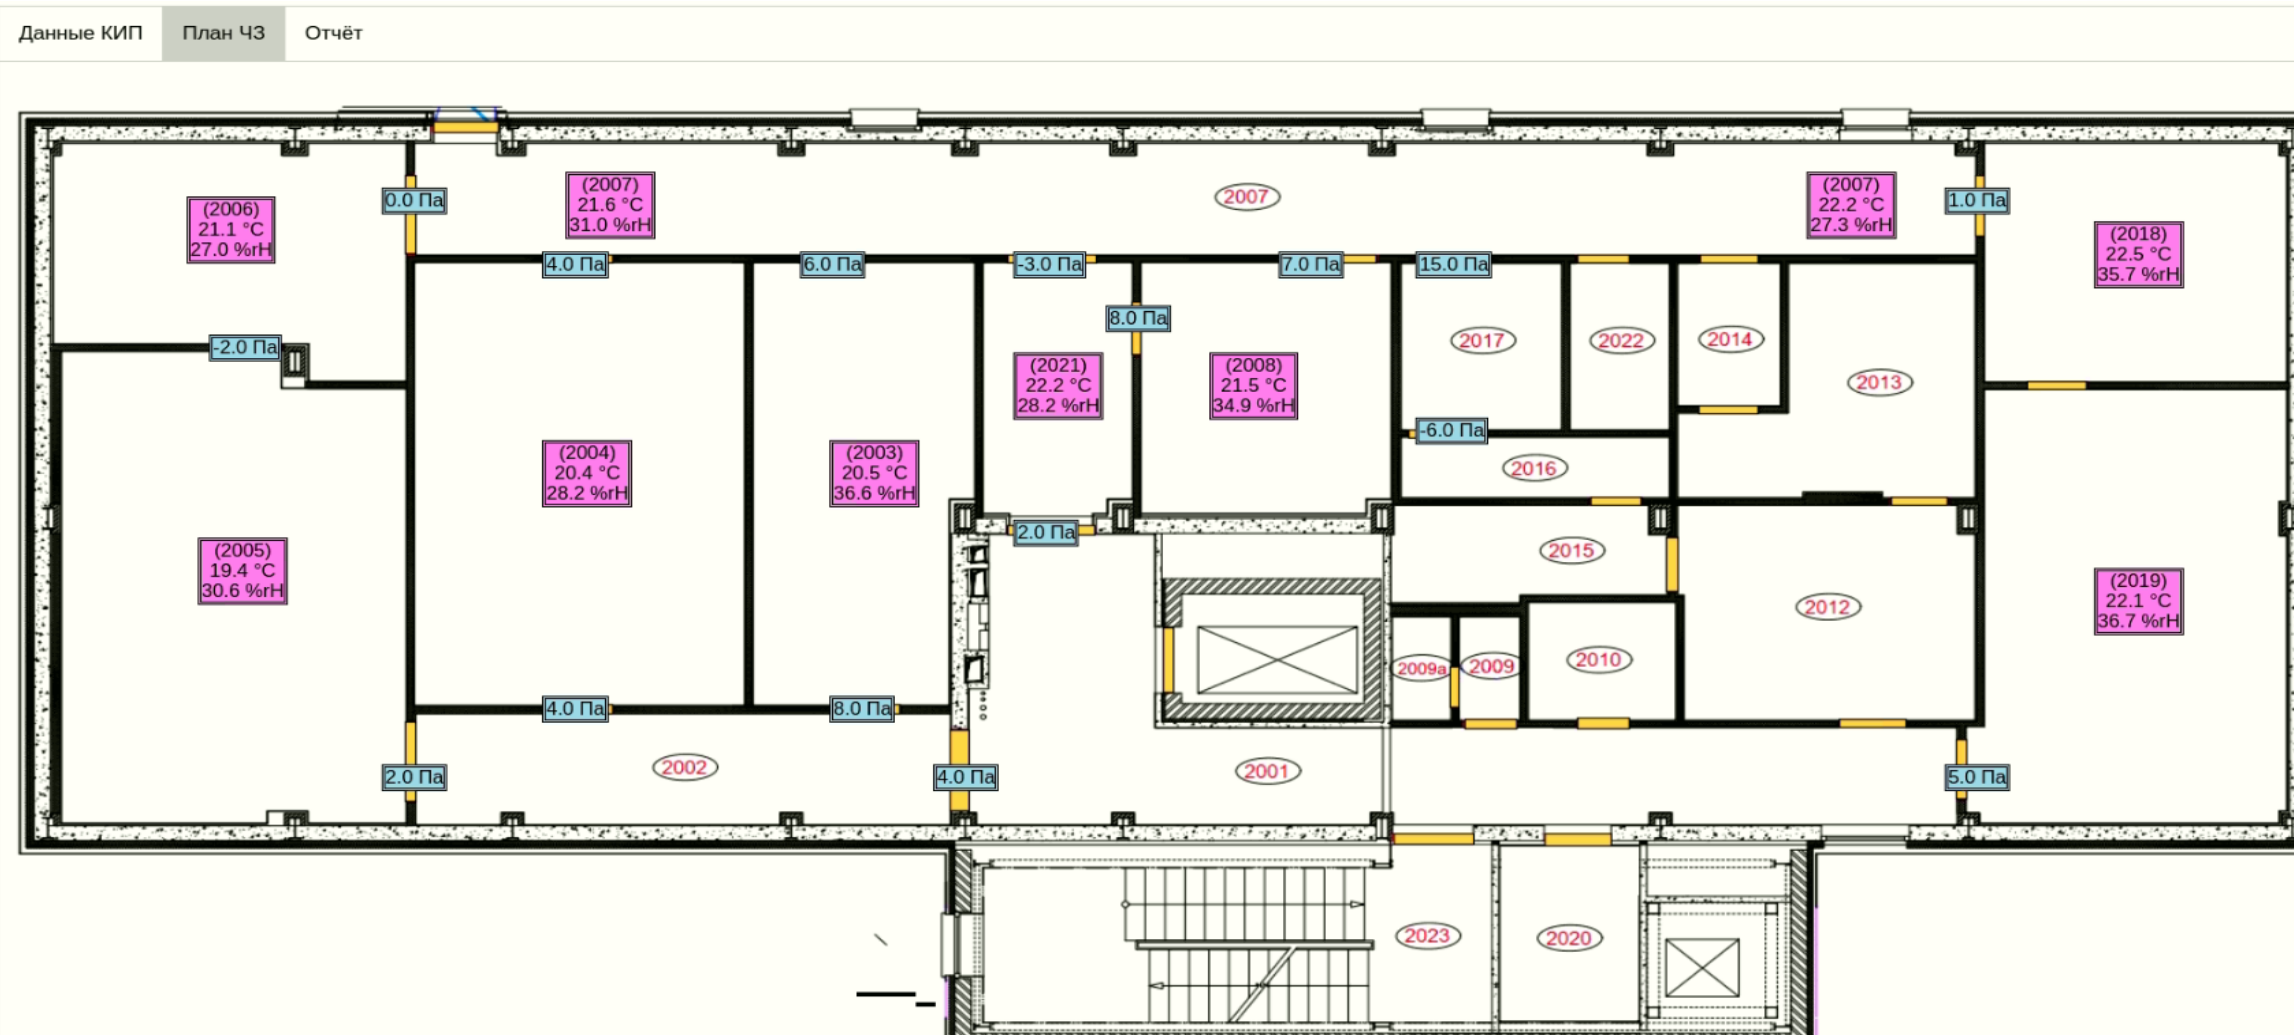 Данные КИП
План ЧЗ
Отчёт
(2006)
21.1 °C
27.0 %rH
0.0 Па
(2007)
21.6 °C
31.0 %rH
2007
(2007)
22.2 °C
27.3 %rH
1.0 Па
(2018)
22.5 °C
35.7 %rH
4.0 Па
6.0 Па
-3.0 Па
7.0 Па
15.0 Па
8.0 Па
-2.0 Па
2017
2022
2014
2013
(2021)
22.2 °C
28.2 %rH
(2008)
21.5 °C
34.9 %rH
-6.0 Па
2016
(2004)
20.4 °C
28.2 %rH
(2003)
20.5 °C
36.6 %rH
2.0 Па
2015
(2005)
19.4 °C
30.6 %rH
2012
(2019)
22.1 °C
36.7 %rH
2009a
2009
2010
4.0 Па
8.0 Па
2.0 Па
2002
4.0 Па
2001
5.0 Па
2023
2020